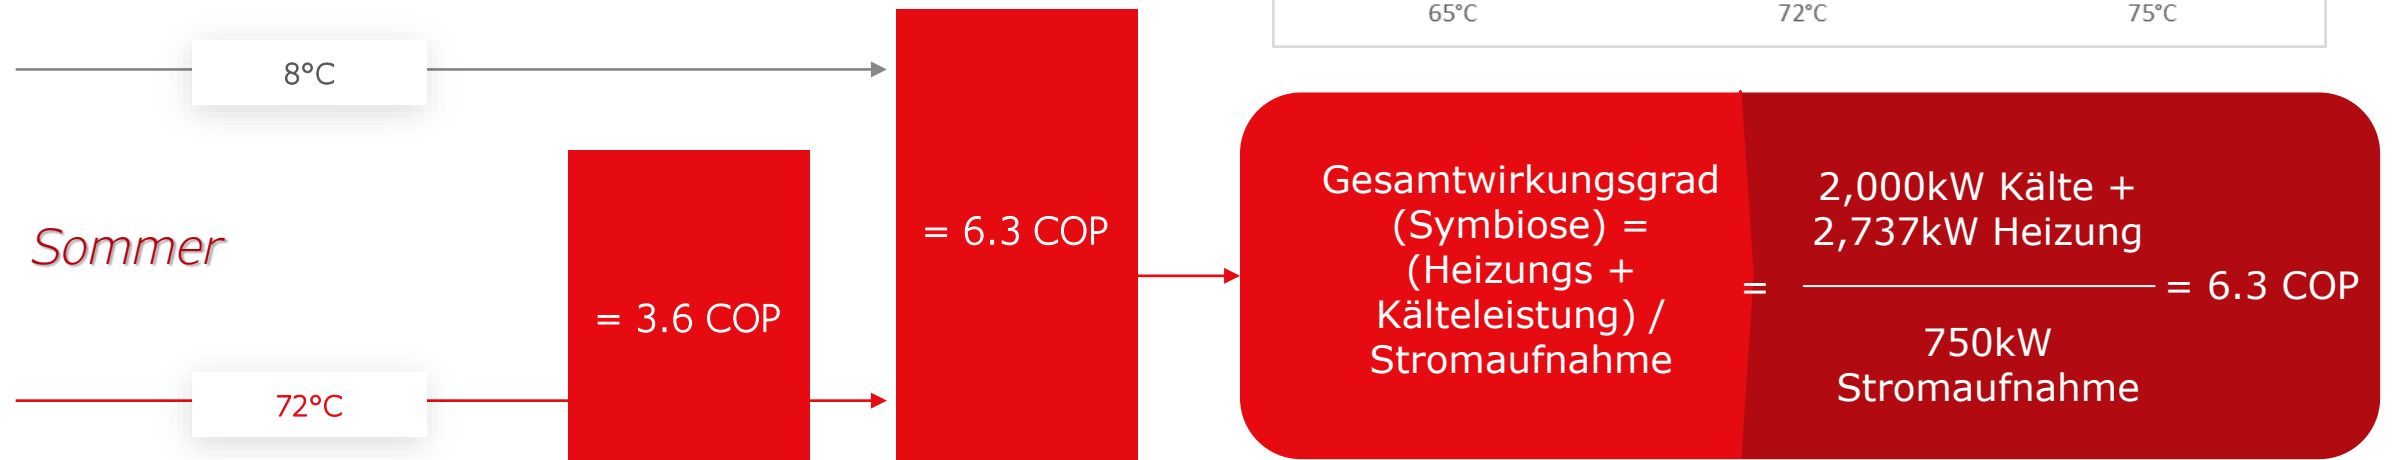 65°C
72°C
75°C
8°C
Sommer
72°C
= 3.6 COP
= 6.3 COP
Gesamtwirkungsgrad
(Symbiose) =
(Heizungs +
Kälteleistung) /
Stromaufnahme
=
2,000kW Kälte +
2,737kW Heizung
750kW
Stromaufnahme
= 6.3 COP